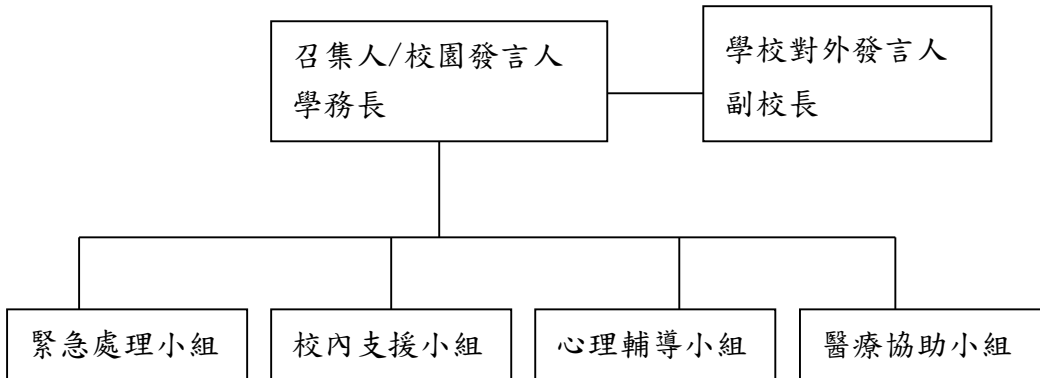 召集人/校園發言人
學務長
學校對外發言人
副校長
緊急處理小組
校內支援小組
心理輔導小組
醫療協助小組